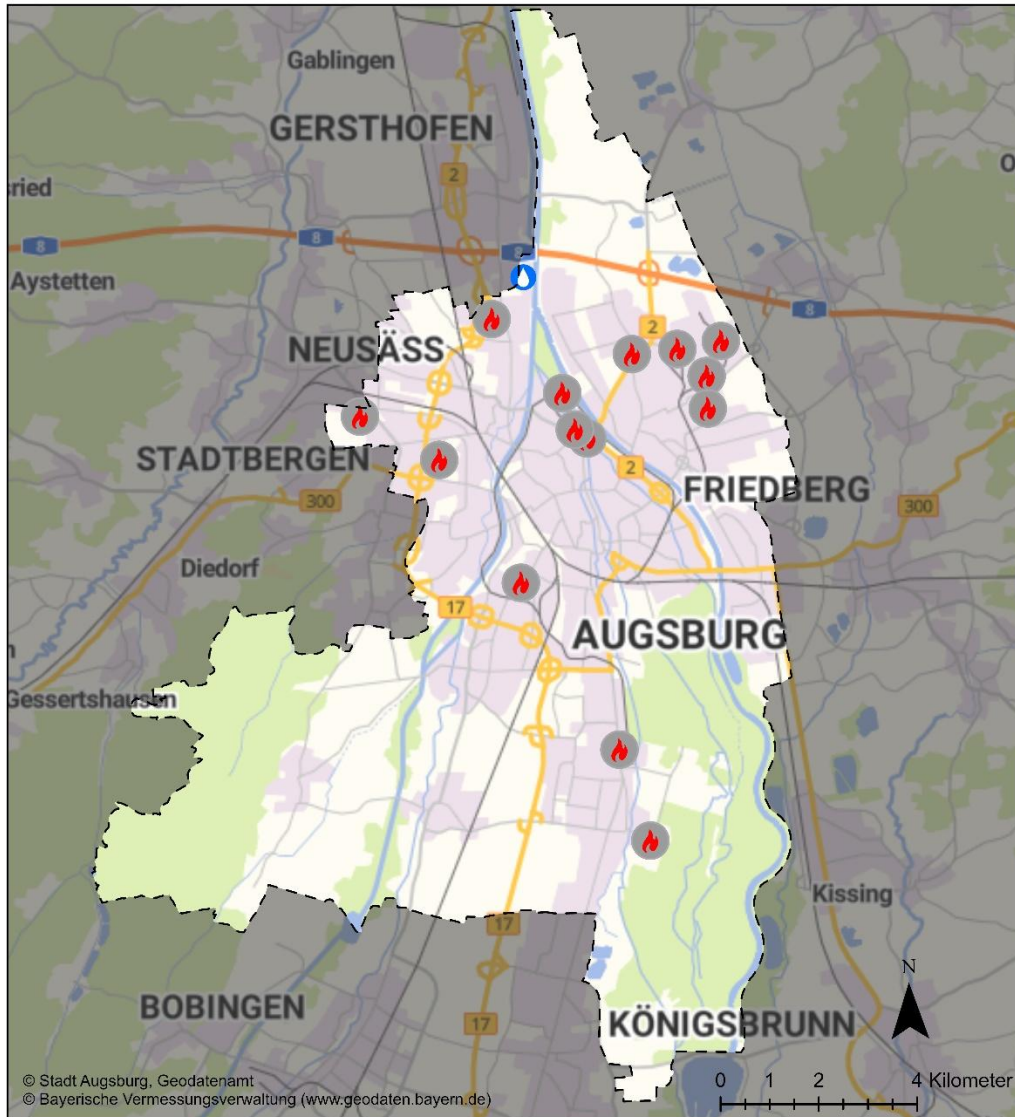 Gablingen
GERSTHOFEN
2
sried
8
8
Aystetten
8
2
NEUSÄSS
STADTBERGEN
2
FRIEDBERG
300
300
Diedorf
17
AUGSBURG
Gessertshausen
Kissing
17
N
BOBINGEN
17
KÖNIGSBRUNN
© Stadt Augsburg, Geodatenamt
© Bayerische Vermessungsverwaltung (www.geodaten.bayern.de)
0 1 2 4 Kilometer